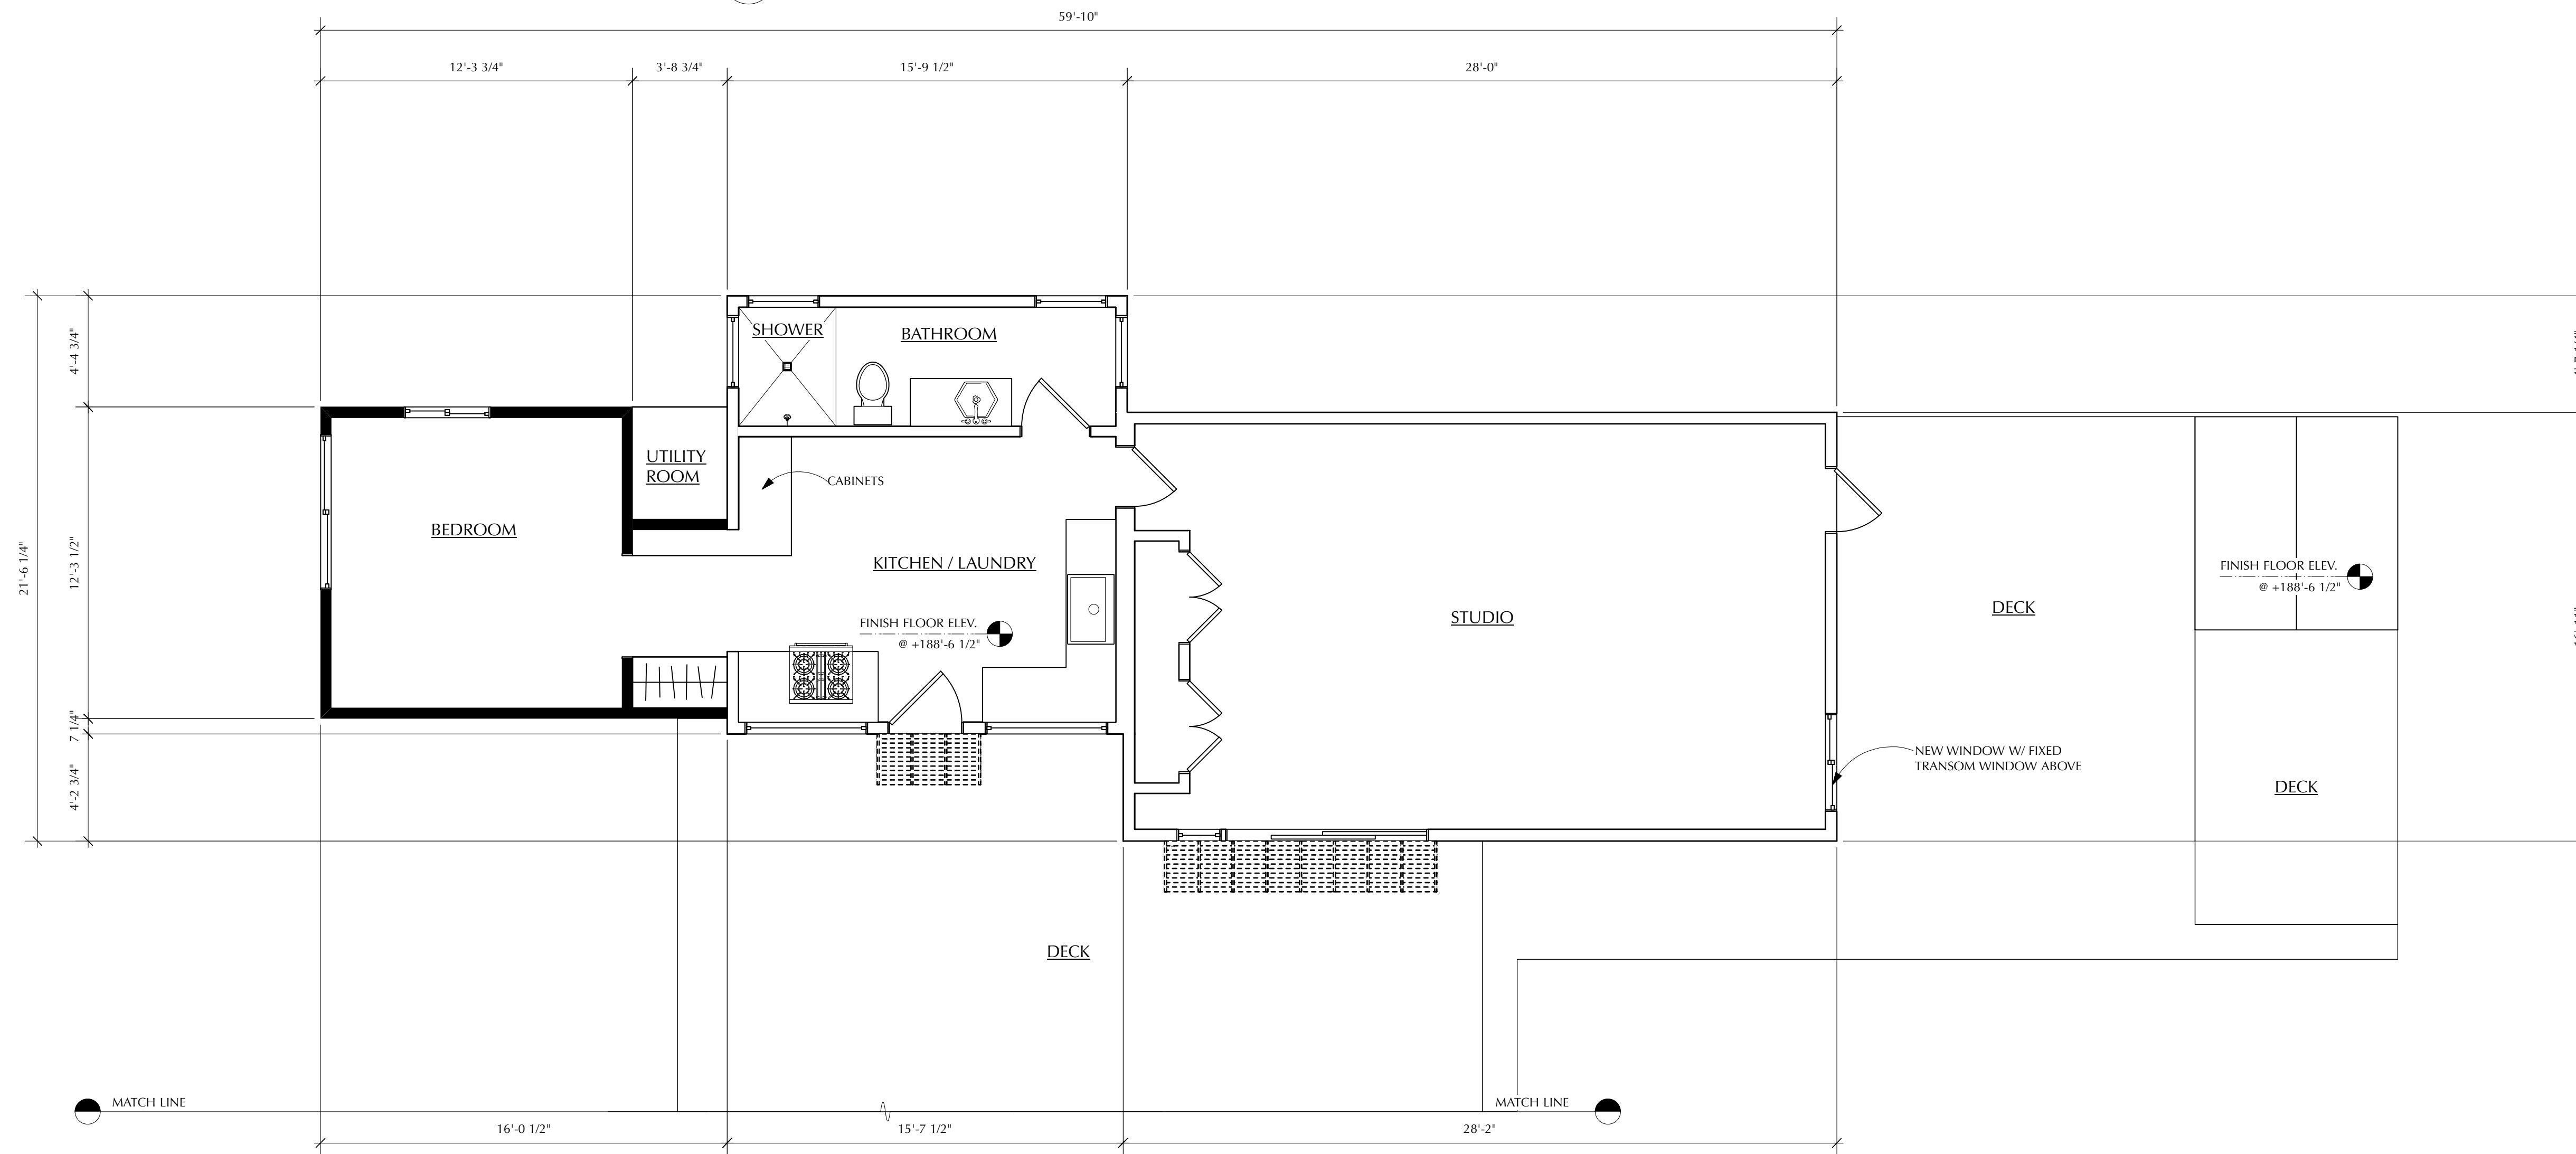 59'-10"
12'-3 3/4"
3'-8 3/4"
15'-9 1/2"
28'-0"
4'-4 3/4"
21'-6 1/4"
12'-3 1/2"
7 1/4"
4'-2 3/4"
SHOWER
BATHROOM
UTILITY
ROOM
CABINETS
BEDROOM
KITCHEN / LAUNDRY
FINISH FLOOR ELEV.
@ +188'-6 1/2"
STUDIO
DECK
FINISH FLOOR ELEV.
@ +188'-6 1/2"
NEW WINDOW W/ FIXED
TRANSOM WINDOW ABOVE
DECK
DECK
MATCH LINE
MATCH LINE
16'-0 1/2"
15'-7 1/2"
28'-2"